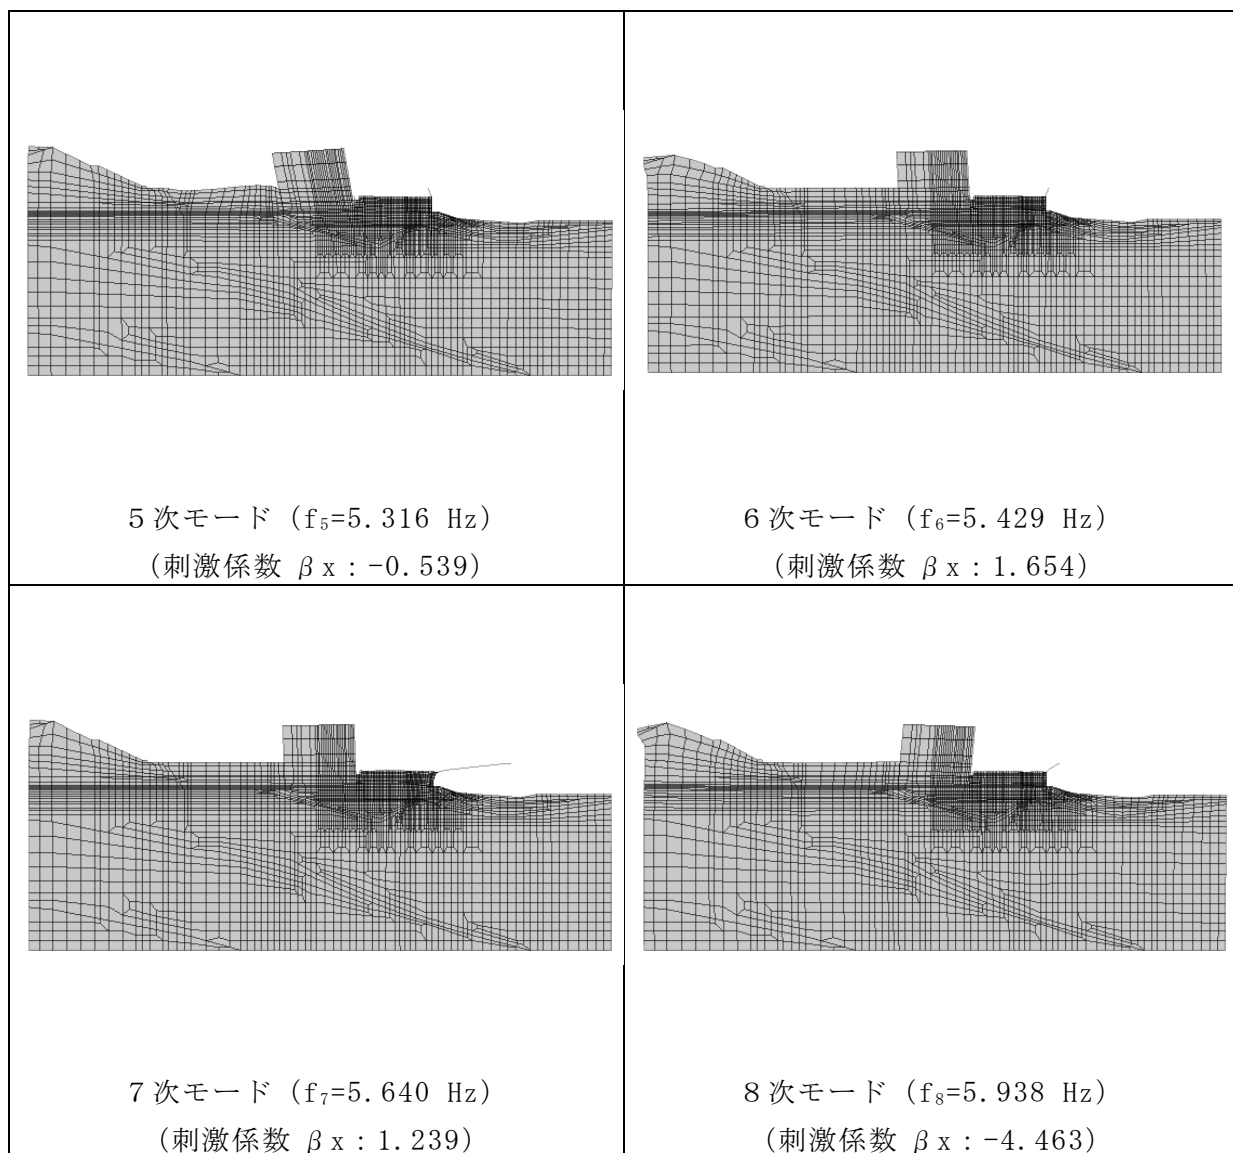 ５次モード (f₅=5.316 Hz)
(刺激係数 βx：-0.539)
６次モード (f₆=5.429 Hz)
(刺激係数 βx：1.654)
７次モード (f₇=5.640 Hz)
(刺激係数 βx：1.239)
８次モード (f₈=5.938 Hz)
(刺激係数 βx：-4.463)